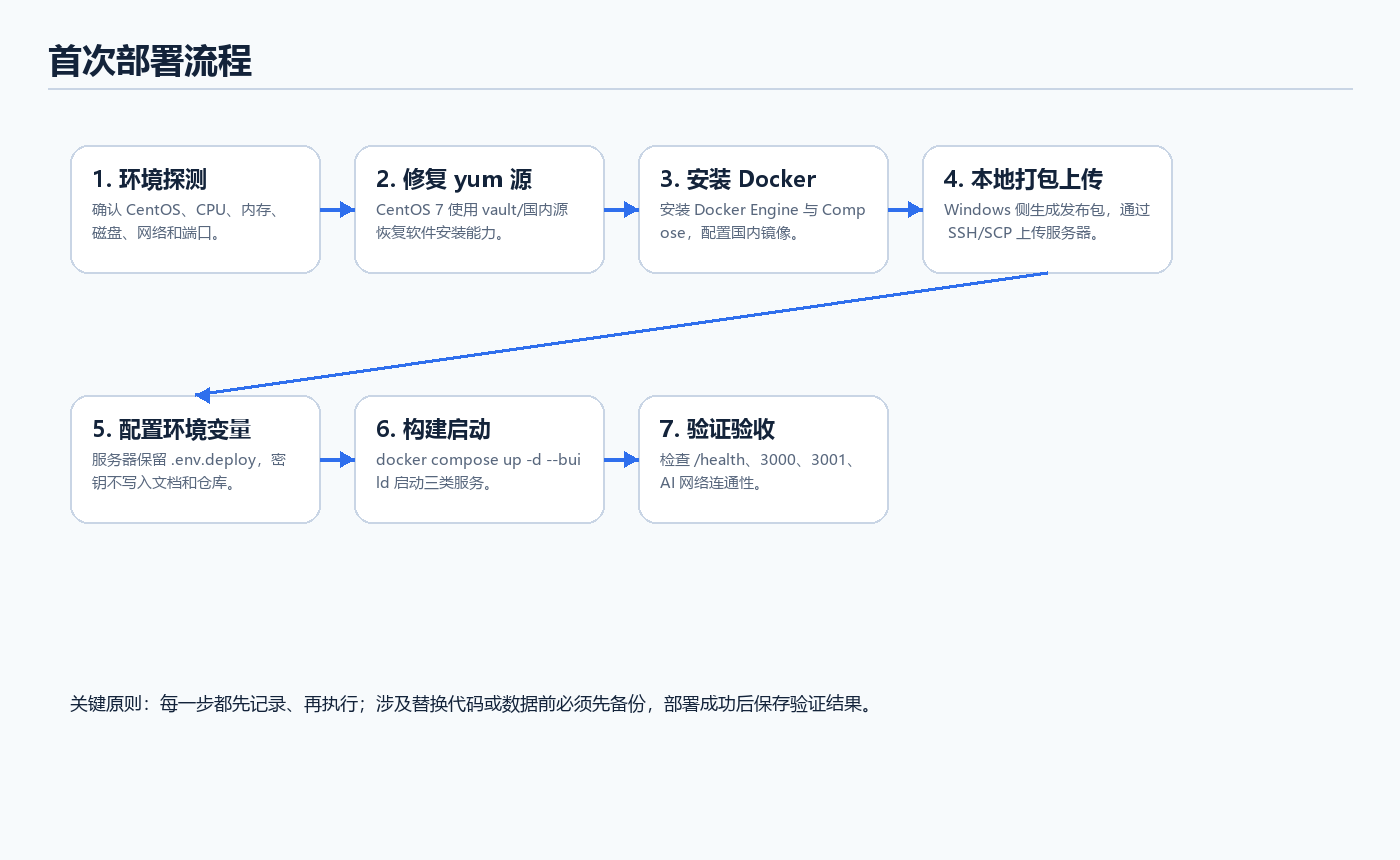 首次部署流程
1. 环境探测
确认 CentOS、CPU、内存、
磁盘、网络和端口。
2. 修复 yum 源
CentOS 7 使用 vault/国内源
恢复软件安装能力。
3. 安装 Docker
安装 Docker Engine 与 Comp
ose，配置国内镜像。
4. 本地打包上传
Windows 侧生成发布包，通过
SSH/SCP 上传服务器。
5. 配置环境变量
服务器保留 .env.deploy，密
钥不写入文档和仓库。
6. 构建启动
docker compose up -d --bui
ld 启动三类服务。
7. 验证验收
检查 /health、3000、3001、
AI 网络连通性。
关键原则：每一步都先记录、再执行；涉及替换代码或数据前必须先备份，部署成功后保存验证结果。